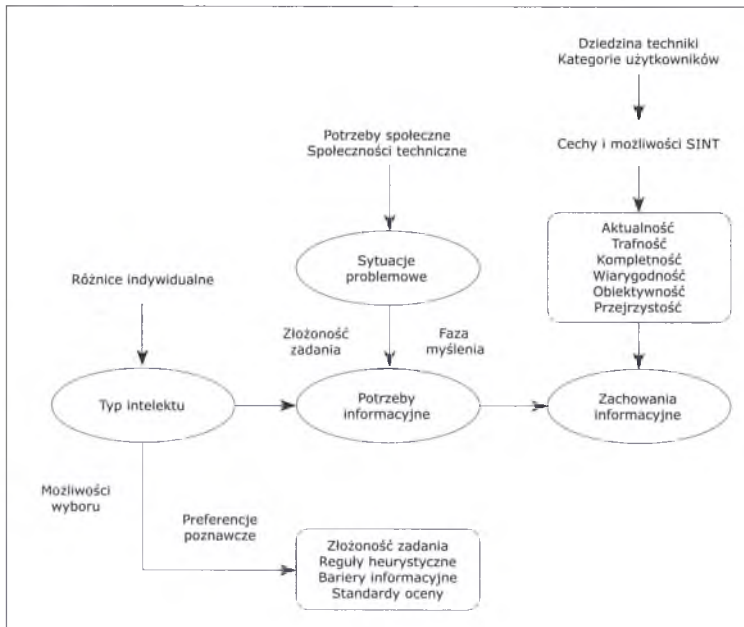 Dziedzina techniki
Kategorie użytkowników
Potrzeby społeczne
Społeczności techniczne
Cechy i możliwości SINT
Aktualność
Trafność
Kompletność
Wiarygodność
Obiektywność
Przejrzystość
Sytuacje
problemowe
Różnice indywidualne
Złożoność
zadania
Faza
myślenia
Typ intelektu
Potrzeby
informacyjne
Zachowania
informacyjne
Możliwości
wyboru
Preferencje
poznawcze
Złożoność zadania
Reguły heurystyczne
Bariery informacyjne
Standardy oceny